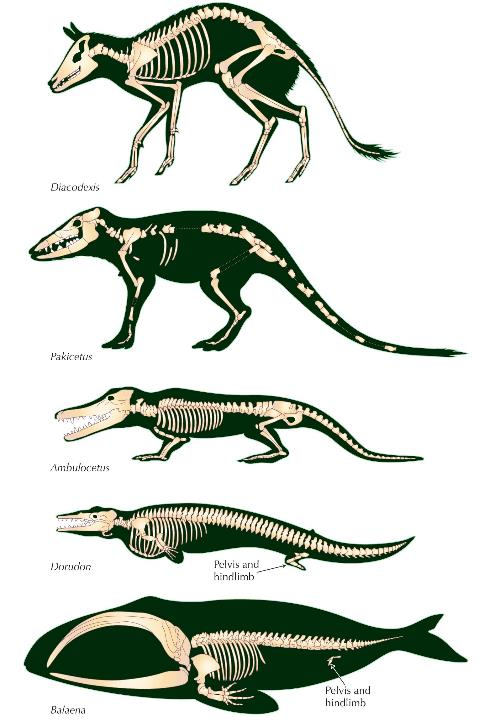 Diacodexis
Pakicetus
Ambulocetus
Dorudon
Pelvis and
hindlimb
Balaena
Pelvis and
hindlimb